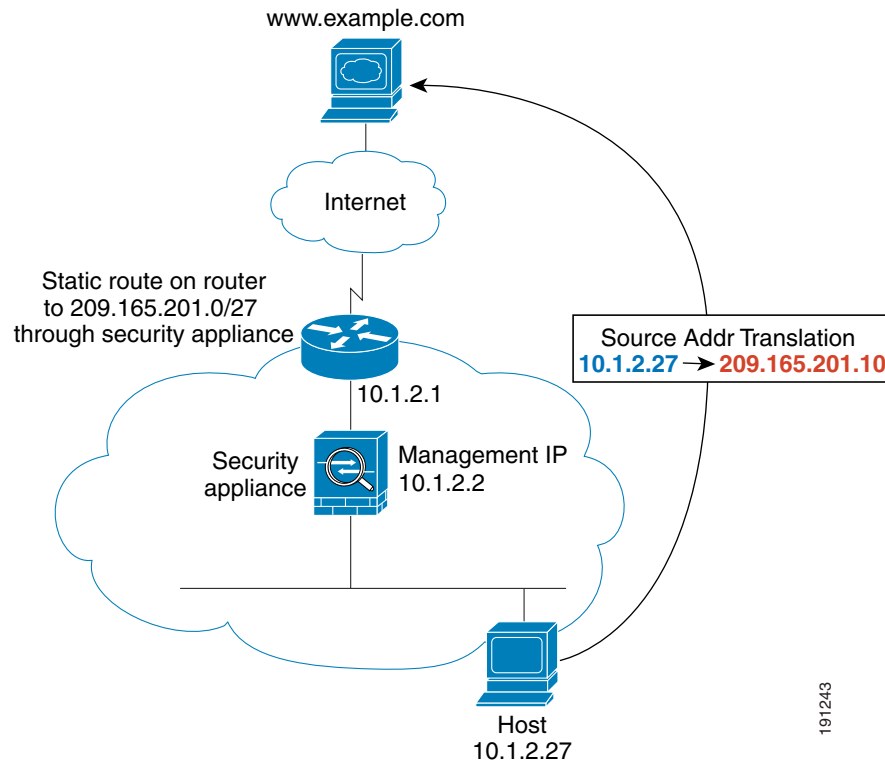 www.example.com
Internet
Static route on router
to 209.165.201.0/27
through security appliance
Source Addr Translation
10.1.2.27 → 209.165.201.10
10.1.2.1
Security
appliance
Management IP
10.1.2.2
Host
10.1.2.27
191243